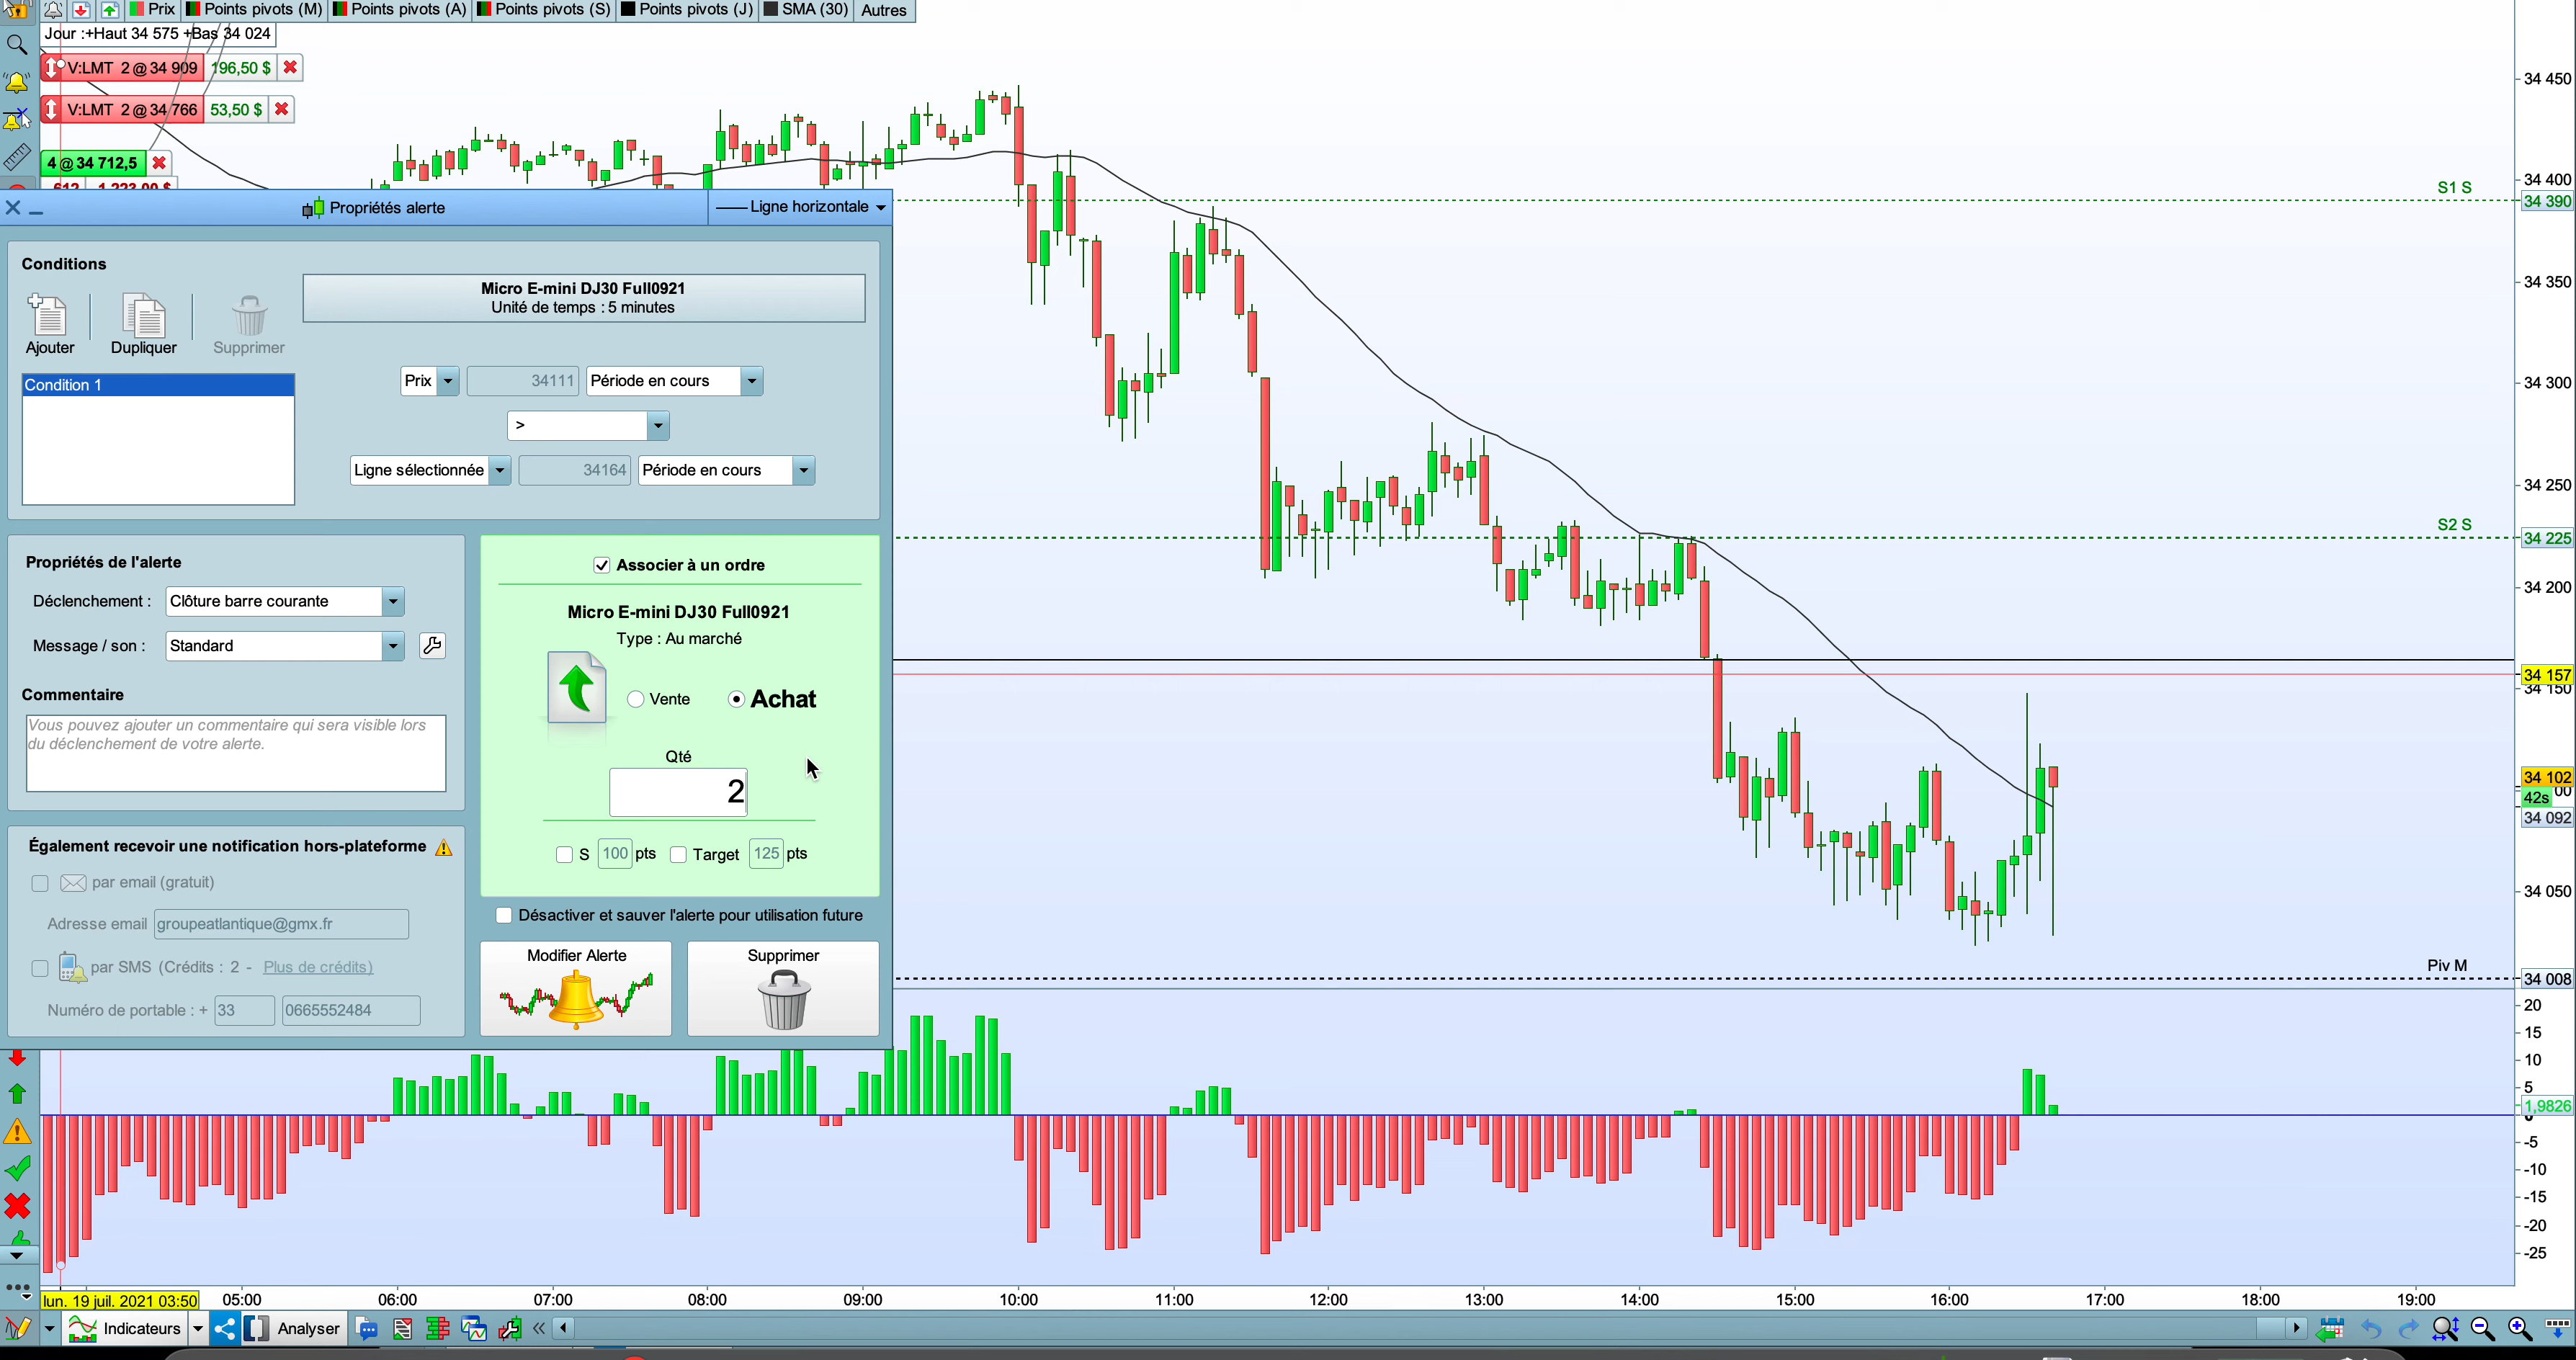 Prix Points pivots (M) Points pivots (A) Points pivots (S) Points pivots (J) SMA (30) Autres
Jour :+Haut 34 575 +Bas 34 024
V:LMT 2 @ 34 909 196,50 $
V:LMT 2 @ 34 766 53,50 $
4 @ 34 712,5
Propriétés alerte
Ligne horizontale
Conditions
Micro E-mini DJ30 Full0921
Unité de temps : 5 minutes
Ajouter
Dupliquer
Supprimer
Condition 1
Prix 34111 Période en cours
>
Ligne sélectionnée 34164 Période en cours
Propriétés de l'alerte
Déclenchement : Clôture barre courante
Message / son : Standard
Commentaire
Vous pouvez ajouter un commentaire qui sera visible lors
du déclenchement de votre alerte.
Également recevoir une notification hors-plateforme
par email (gratuit)
Adresse email groupeatlantique@gmx.fr
par SMS (Crédits : 2 - Plus de crédits)
Numéro de portable : + 33 0665552484
Associer à un ordre
Micro E-mini DJ30 Full0921
Type : Au marché
Vente Achat
Qté
2
S 100 pts Target 125 pts
Désactiver et sauver l'alerte pour utilisation future
Modifier Alerte
Supprimer
S1 S
S2 S
Piv M
34 450
34 400
34 390
34 350
34 300
34 250
34 225
34 200
34 157
34 150
34 102
42s
34 092
34 050
34 008
20
15
10
5
1,9826
-5
-10
-15
-20
-25
lun. 19 juil. 2021 03:50 05:00 06:00 07:00 08:00 09:00 10:00 11:00 12:00 13:00 14:00 15:00 16:00 17:00 18:00 19:00
Indicateurs Analyser